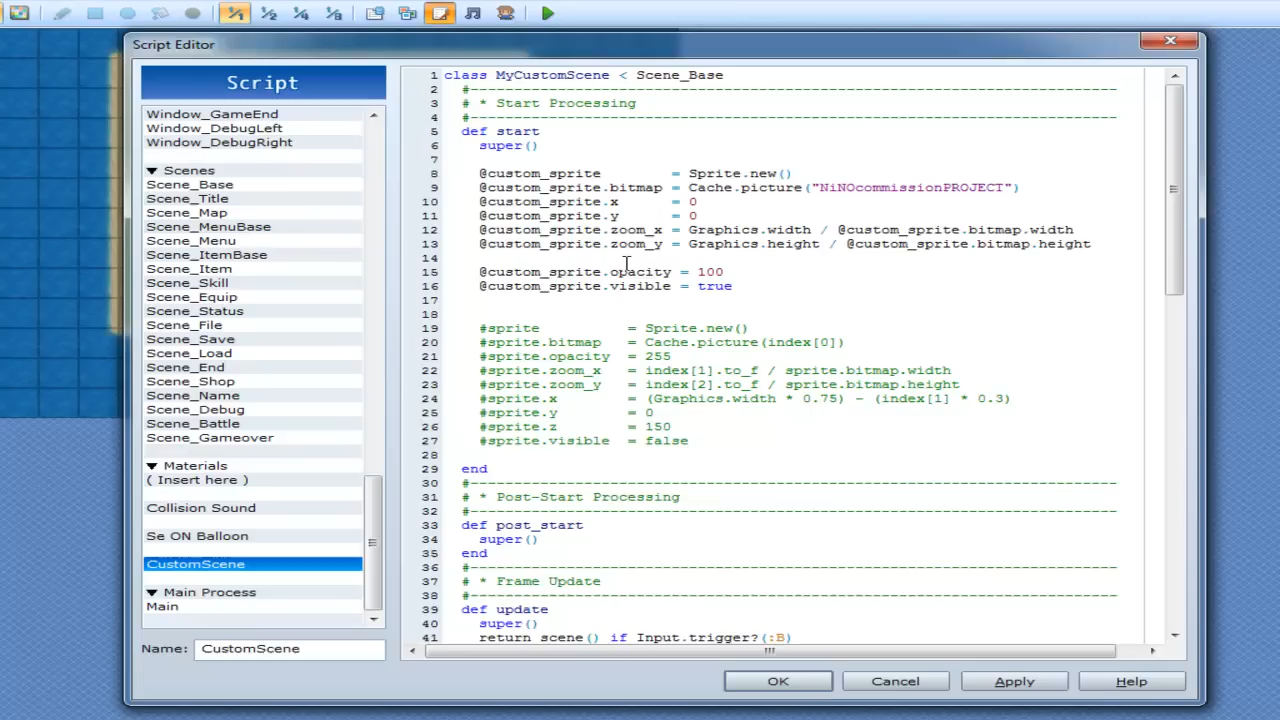 1/1 1/2 1/4 1/8
Script Editor
Script
Window_GameEnd
Window_DebugLeft
Window_DebugRight
▼ Scenes
Scene_Base
Scene_Title
Scene_Map
Scene_MenuBase
Scene_Menu
Scene_ItemBase
Scene_Item
Scene_Skill
Scene_Equip
Scene_Status
Scene_File
Scene_Save
Scene_Load
Scene_End
Scene_Shop
Scene_Name
Scene_Debug
Scene_Battle
Scene_Gameover
▼ Materials
( Insert here )
Collision Sound
Se ON Balloon
CustomScene
▼ Main Process
Main
Name: CustomScene
1 class MyCustomScene < Scene_Base
2 #--------------------------------------------------------------------------
3 # * Start Processing
4 #--------------------------------------------------------------------------
5 def start
6 super()
7
8 @custom_sprite = Sprite.new()
9 @custom_sprite.bitmap = Cache.picture("NiNOcommissionPROJECT")
10 @custom_sprite.x = 0
11 @custom_sprite.y = 0
12 @custom_sprite.zoom_x = Graphics.width / @custom_sprite.bitmap.width
13 @custom_sprite.zoom_y = Graphics.height / @custom_sprite.bitmap.height
14
15 @custom_sprite.opacity = 100
16 @custom_sprite.visible = true
17
18
19 #sprite = Sprite.new()
20 #sprite.bitmap = Cache.picture(index[0])
21 #sprite.opacity = 255
22 #sprite.zoom_x = index[1].to_f / sprite.bitmap.width
23 #sprite.zoom_y = index[2].to_f / sprite.bitmap.height
24 #sprite.x = (Graphics.width * 0.75) - (index[1] * 0.3)
25 #sprite.y = 0
26 #sprite.z = 150
27 #sprite.visible = false
28
29 end
30 #--------------------------------------------------------------------------
31 # * Post-Start Processing
32 #--------------------------------------------------------------------------
33 def post_start
34 super()
35 end
36 #--------------------------------------------------------------------------
37 # * Frame Update
38 #--------------------------------------------------------------------------
39 def update
40 super()
41 return scene() if Input.trigger?(:B)
OK Cancel Apply Help